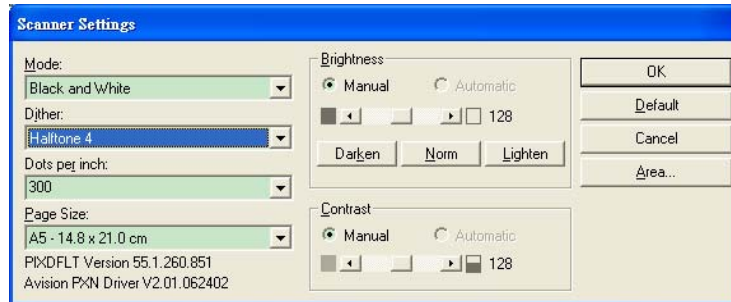 Scanner Settings
Mode:
Black and White
Dither:
Halftone 4
Dots per inch:
300
Page Size:
A5 - 14.8 x 21.0 cm
PIXDFLT Version 55.1.260.851
Avision PXN Driver V2.01.062402
Brightness
Manual Automatic
128
Darken Norm Lighten
Contrast
Manual Automatic
128
OK
Default
Cancel
Area...